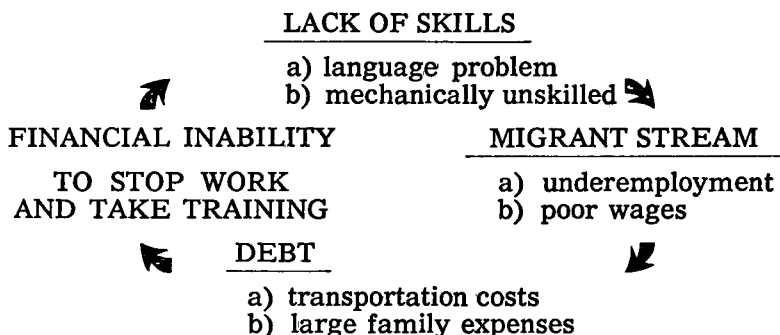 LACK OF SKILLS
a) language problem
b) mechanically unskilled
FINANCIAL INABILITY
TO STOP WORK
AND TAKE TRAINING
MIGRANT STREAM
a) underemployment
b) poor wages
DEBT
a) transportation costs
b) large family expenses